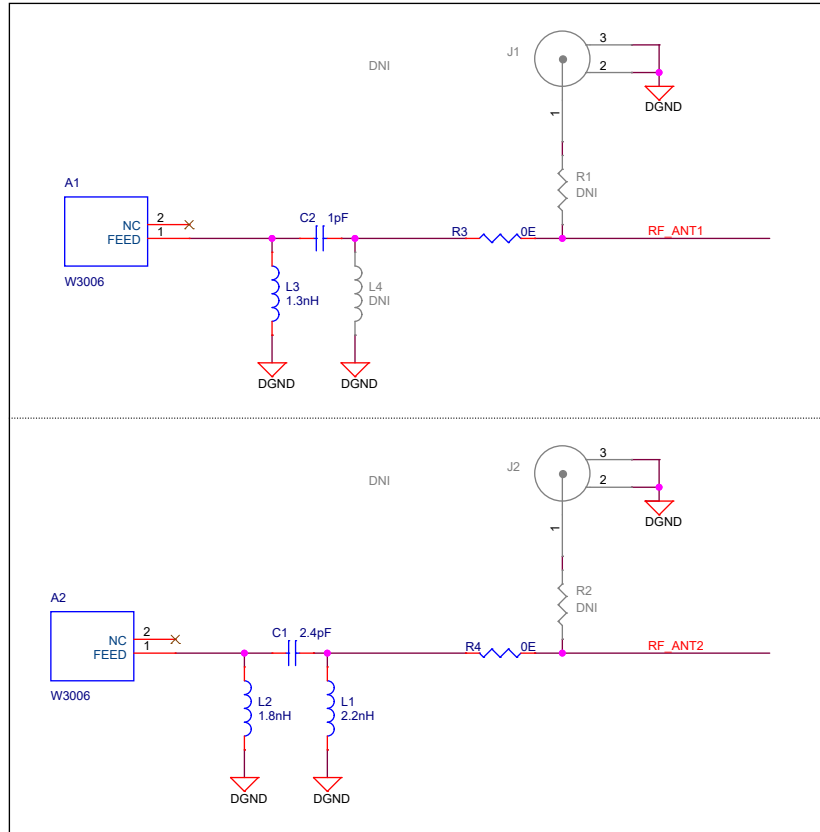 DNI
J1
3
2
DGND
1
R1
DNI
A1
NC
2
FEED
1
W3006
C2
1pF
R3
0E
RF_ANT1
L3
1.3nH
L4
DNI
DGND
DGND
DNI
J2
3
2
DGND
1
R2
DNI
A2
NC
2
FEED
1
W3006
C1
2.4pF
R4
0E
RF_ANT2
L2
1.8nH
L1
2.2nH
DGND
DGND